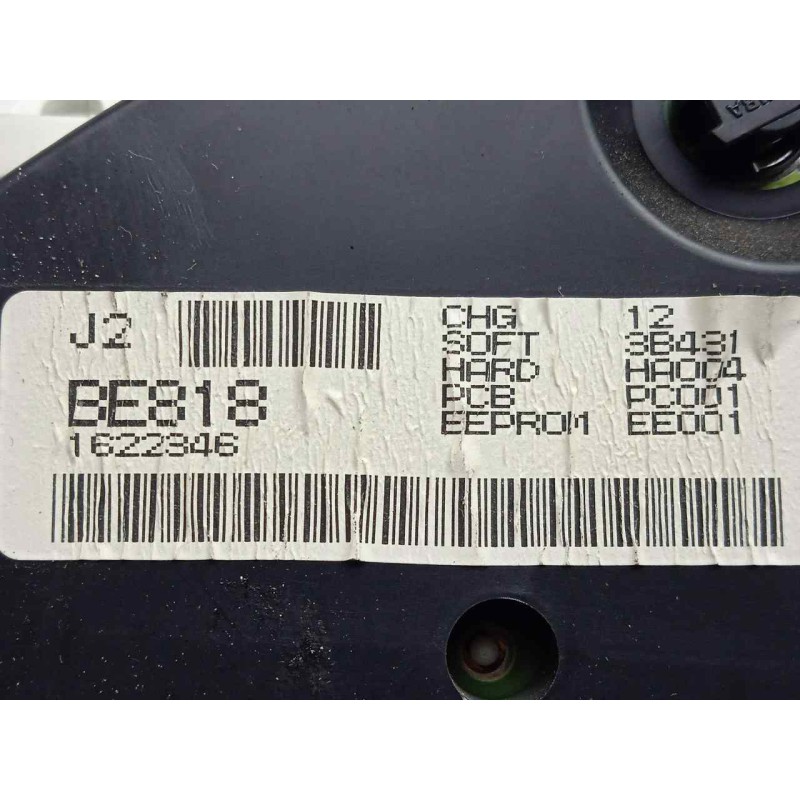 J2
BE818
1622346
CHG 12
SOFT 3B431
HARD HA004
PCB PC001
EEPROM EE001